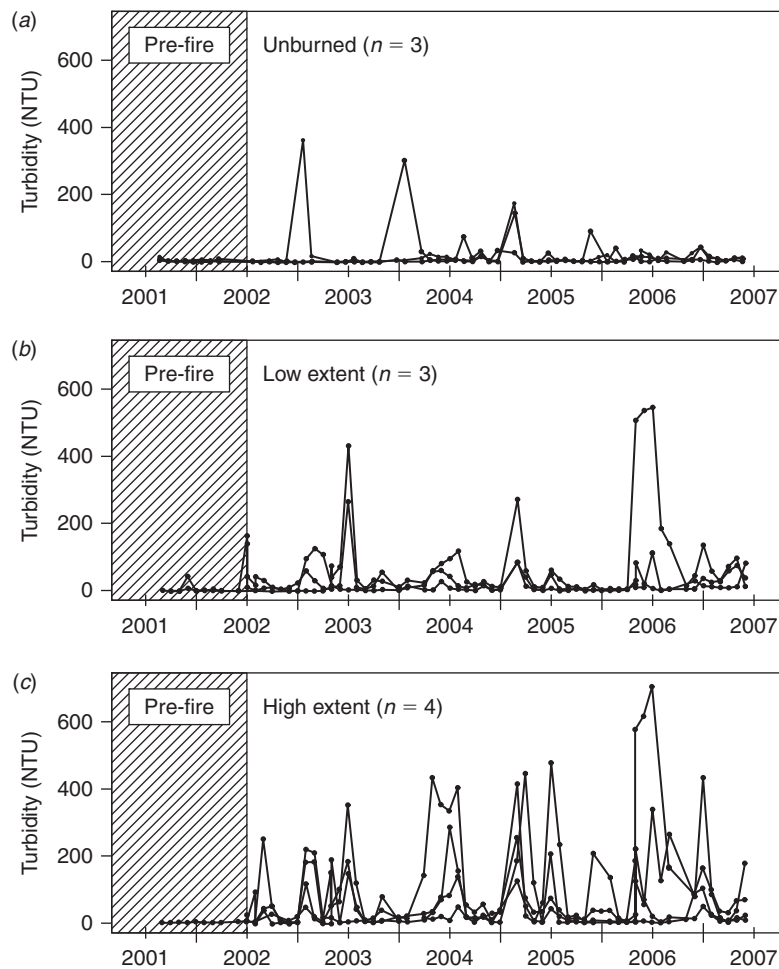 (a)
Pre-fire
Unburned (n = 3)
Turbidity (NTU)
600
400
200
0
2001 2002 2003 2004 2005 2006 2007
(b)
Pre-fire
Low extent (n = 3)
Turbidity (NTU)
600
400
200
0
2001 2002 2003 2004 2005 2006 2007
(c)
Pre-fire
High extent (n = 4)
Turbidity (NTU)
600
400
200
0
2001 2002 2003 2004 2005 2006 2007